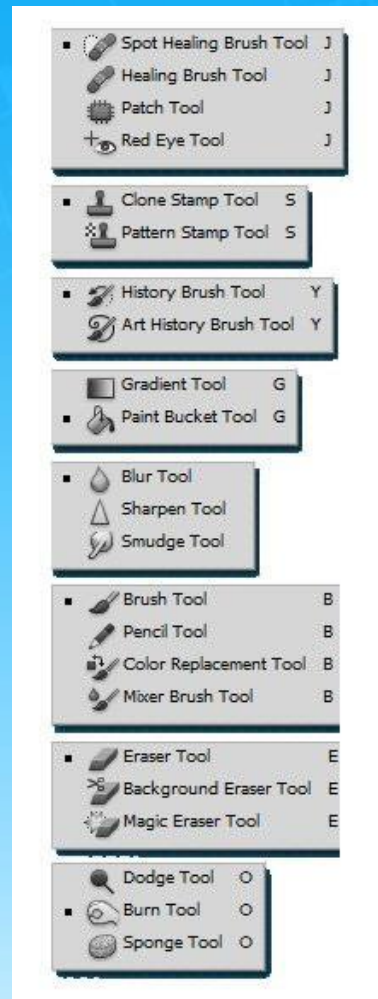 Spot Healing Brush Tool J
Healing Brush Tool J
Patch Tool J
Red Eye Tool J
Clone Stamp Tool S
Pattern Stamp Tool S
History Brush Tool Y
Art History Brush Tool Y
Gradient Tool G
Paint Bucket Tool G
Blur Tool
Sharpen Tool
Smudge Tool
Brush Tool B
Pencil Tool B
Color Replacement Tool B
Mixer Brush Tool B
Eraser Tool E
Background Eraser Tool E
Magic Eraser Tool E
Dodge Tool O
Burn Tool O
Sponge Tool O